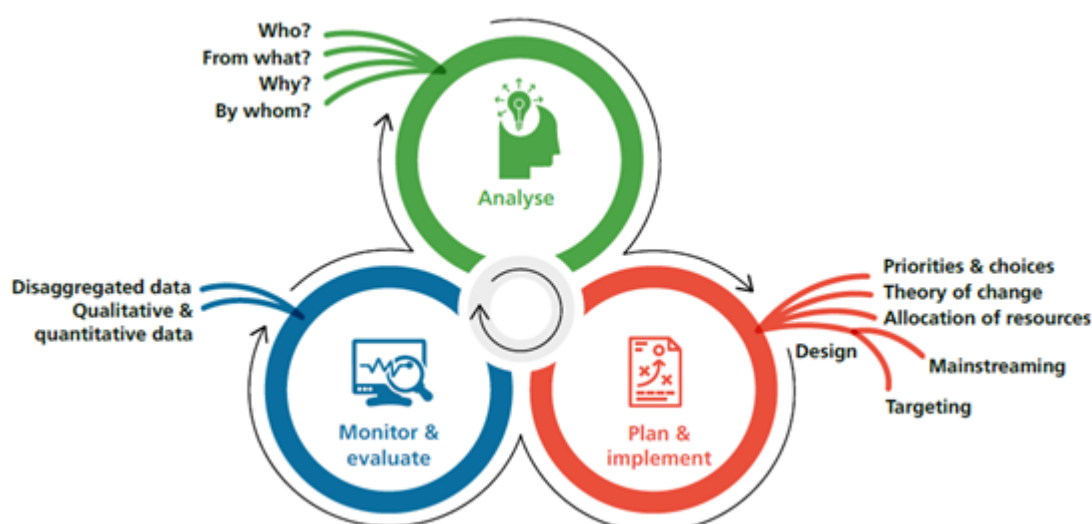 Who?
From what?
Why?
By whom?
Analyse
Disaggregated data
Qualitative &
quantitative data
Monitor &
evaluate
Plan &
implement
Priorities & choices
Theory of change
Allocation of resources
Design
Mainstreaming
Targeting